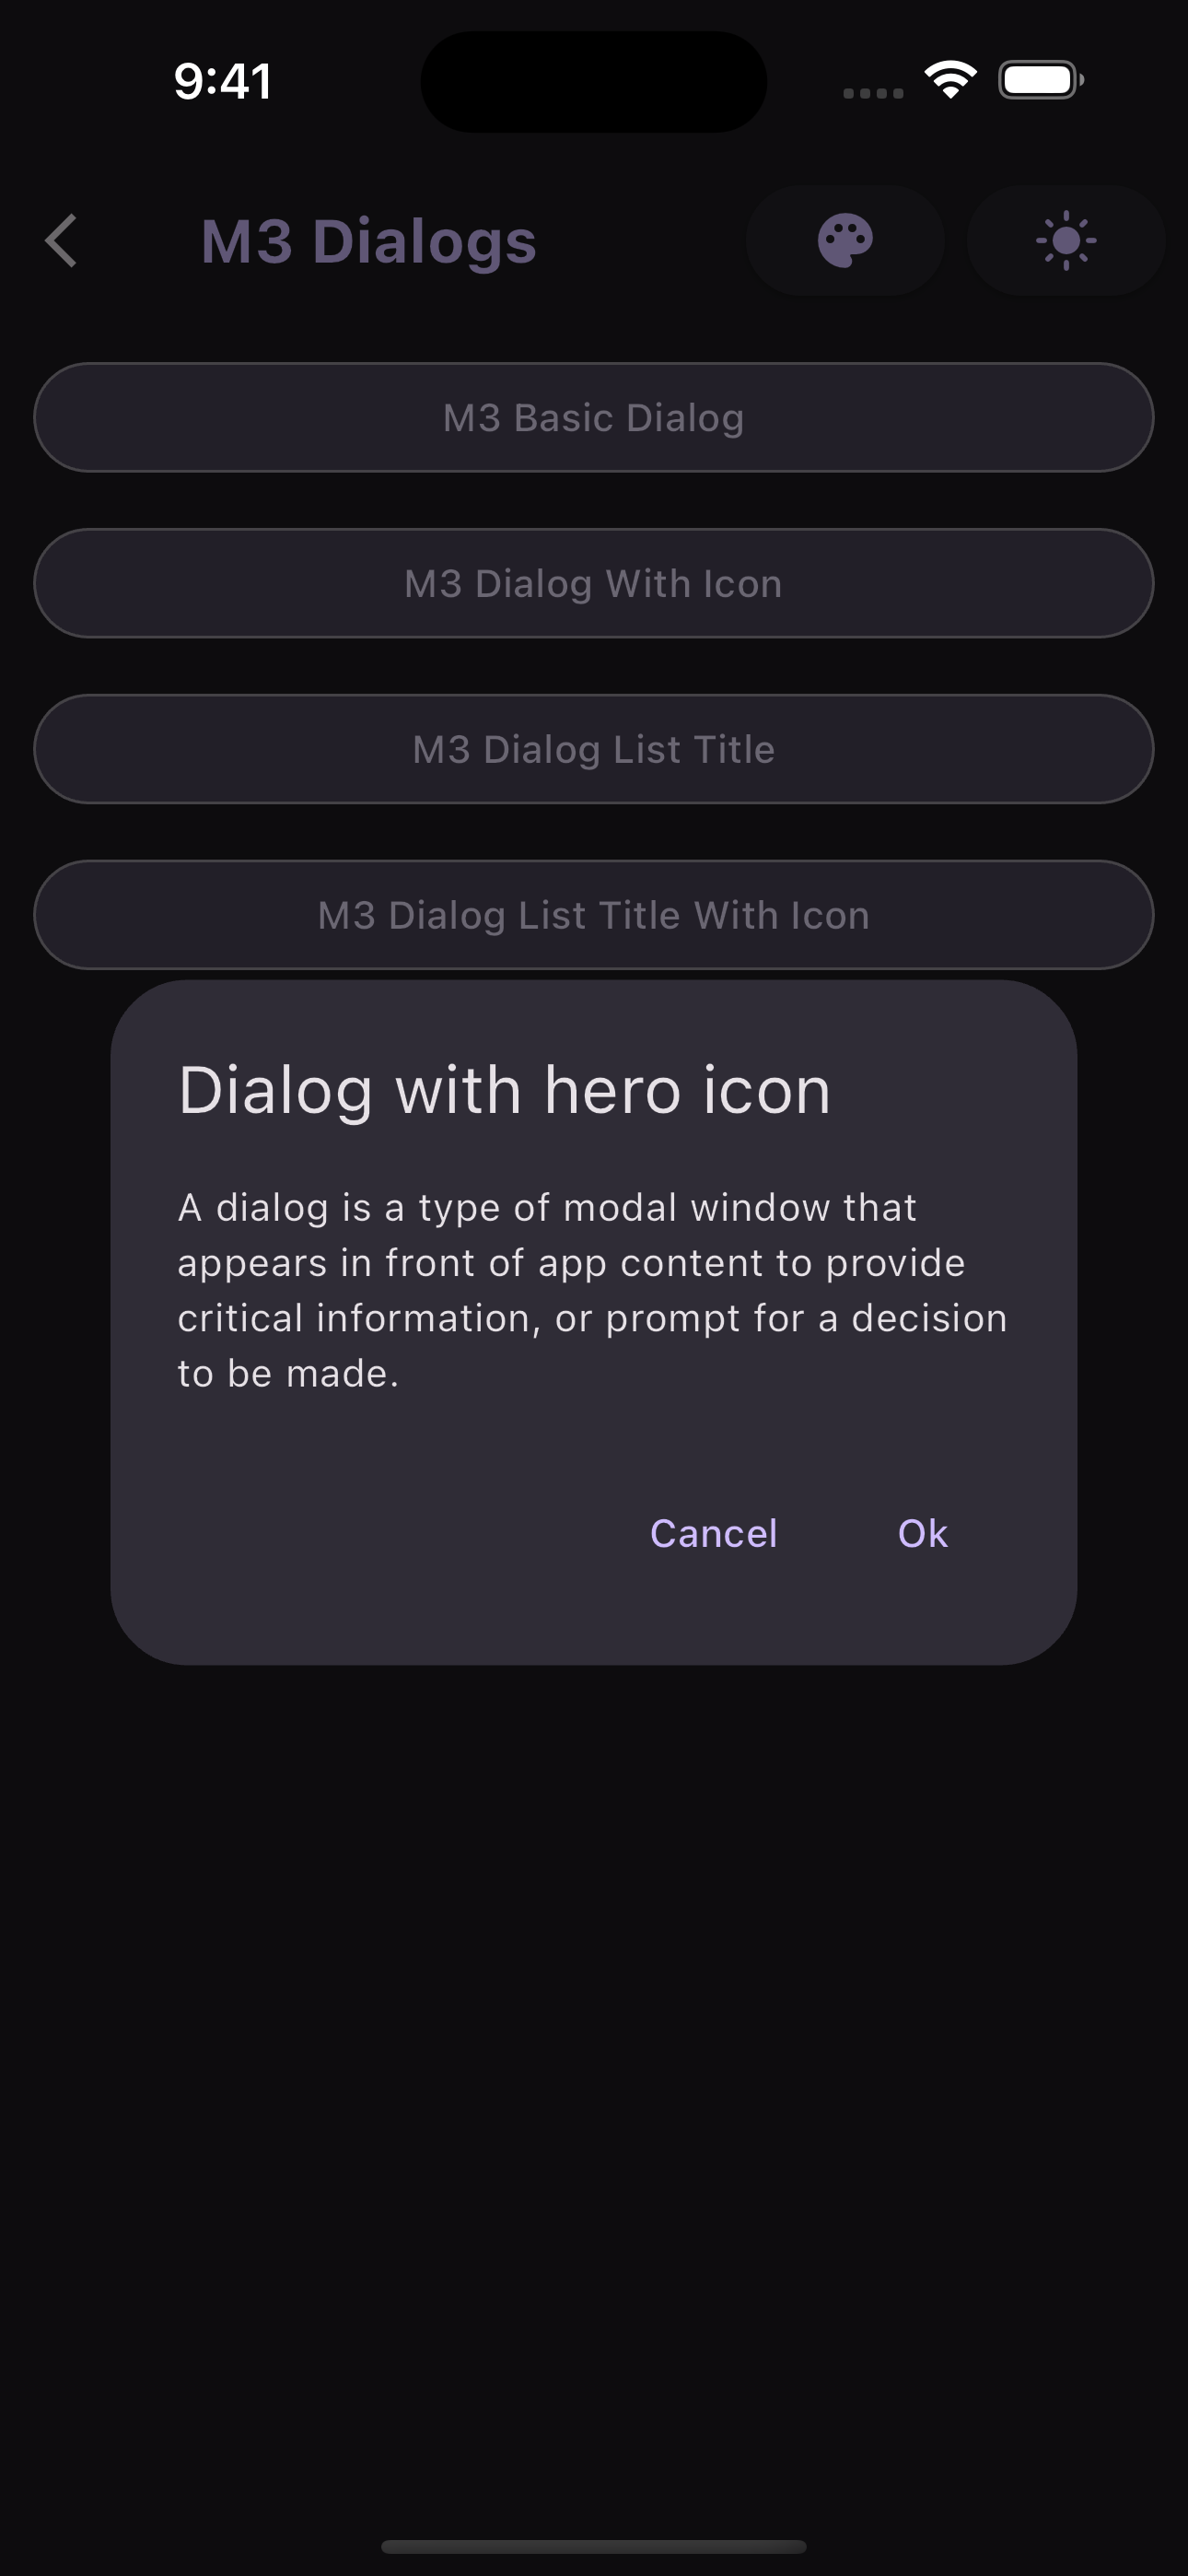 9:41
M3 Dialogs
M3 Basic Dialog
M3 Dialog With Icon
M3 Dialog List Title
M3 Dialog List Title With Icon
Dialog with hero icon
A dialog is a type of modal window that
appears in front of app content to provide
critical information, or prompt for a decision
to be made.
Cancel Ok